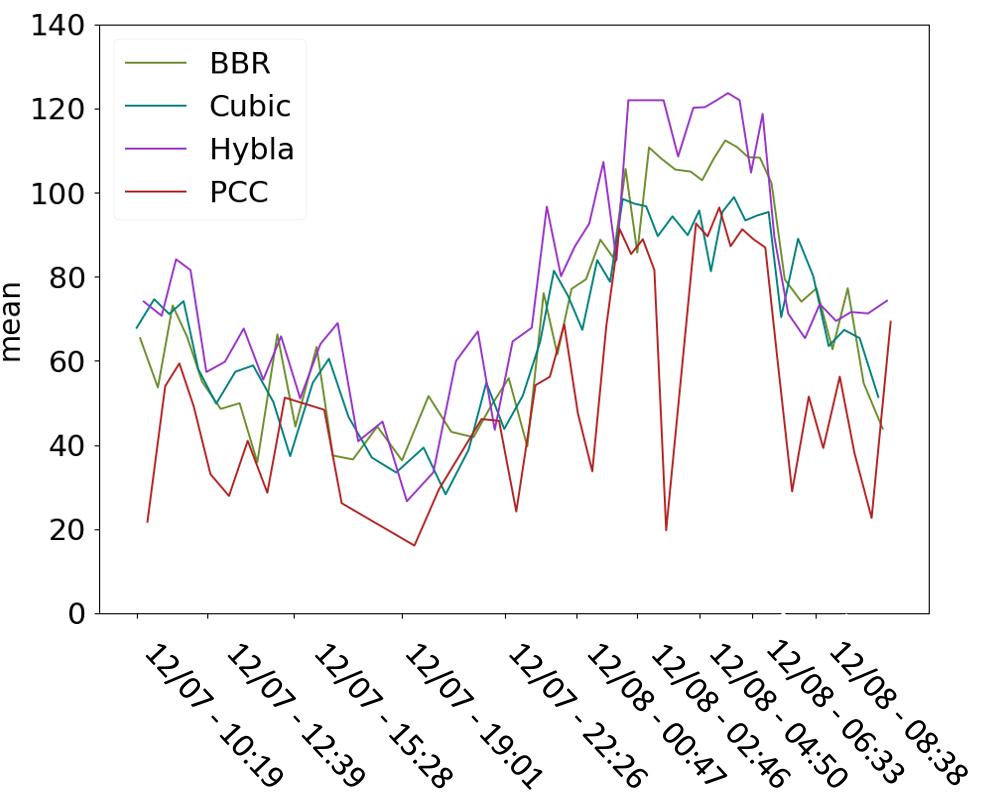 140
120
100
80
60
40
20
0
mean
BBR
Cubic
Hybla
PCC
12/07 - 10:19
12/07 - 12:39
12/07 - 15:28
12/07 - 19:01
12/07 - 22:26
12/08 - 00:47
12/08 - 02:46
12/08 - 04:50
12/08 - 06:33
12/08 - 08:38